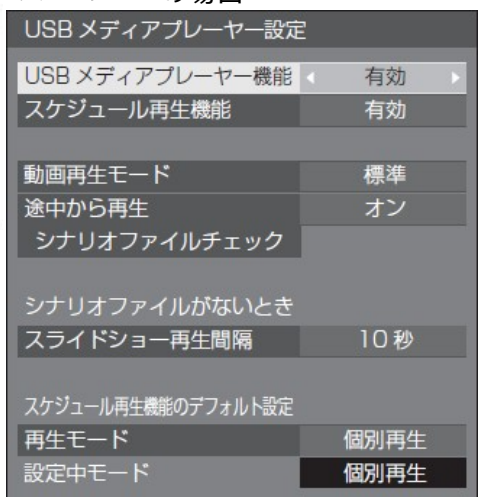 USB メディアプレーヤー設定
USB メディアプレーヤー機能 有効
スケジュール再生機能 有効
動画再生モード 標準
途中から再生 オン
シナリオファイルチェック
シナリオファイルがないとき
スライドショー再生間隔 10 秒
スケジュール再生機能のデフォルト設定
再生モード 個別再生
設定中モード 個別再生